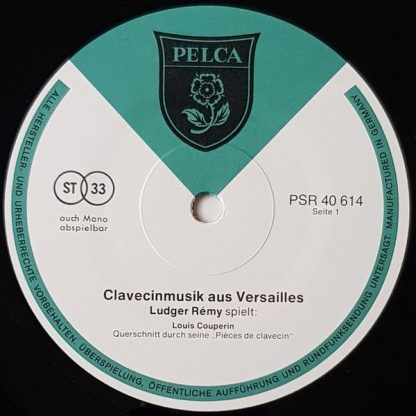 PELCA
ST 33
auch Mono
abspielbar
PSR 40 614
Seite 1
Clavecinmusik aus Versailles
Ludger Rémy spielt:
Louis Couperin
Querschnitt durch seine „Pièces de clavecin“
ALLE HERSTELLER- UND URHEBERRECHTE VORBEHALTEN. ÜBERSPIELUNG, ÖFFENTLICHE AUFFÜHRUNG UND RUNDFUNKSENDUNG UNTERSAGT. MANUFACTURED IN GERMANY